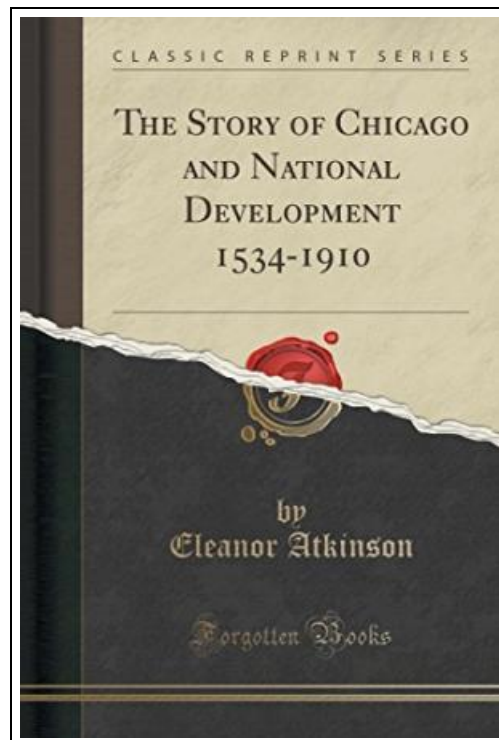 CLASSIC REPRINT SERIES
THE STORY OF CHICAGO
AND NATIONAL
DEVELOPMENT
1534-1910
by
Eleanor Atkinson
Forgotten Books